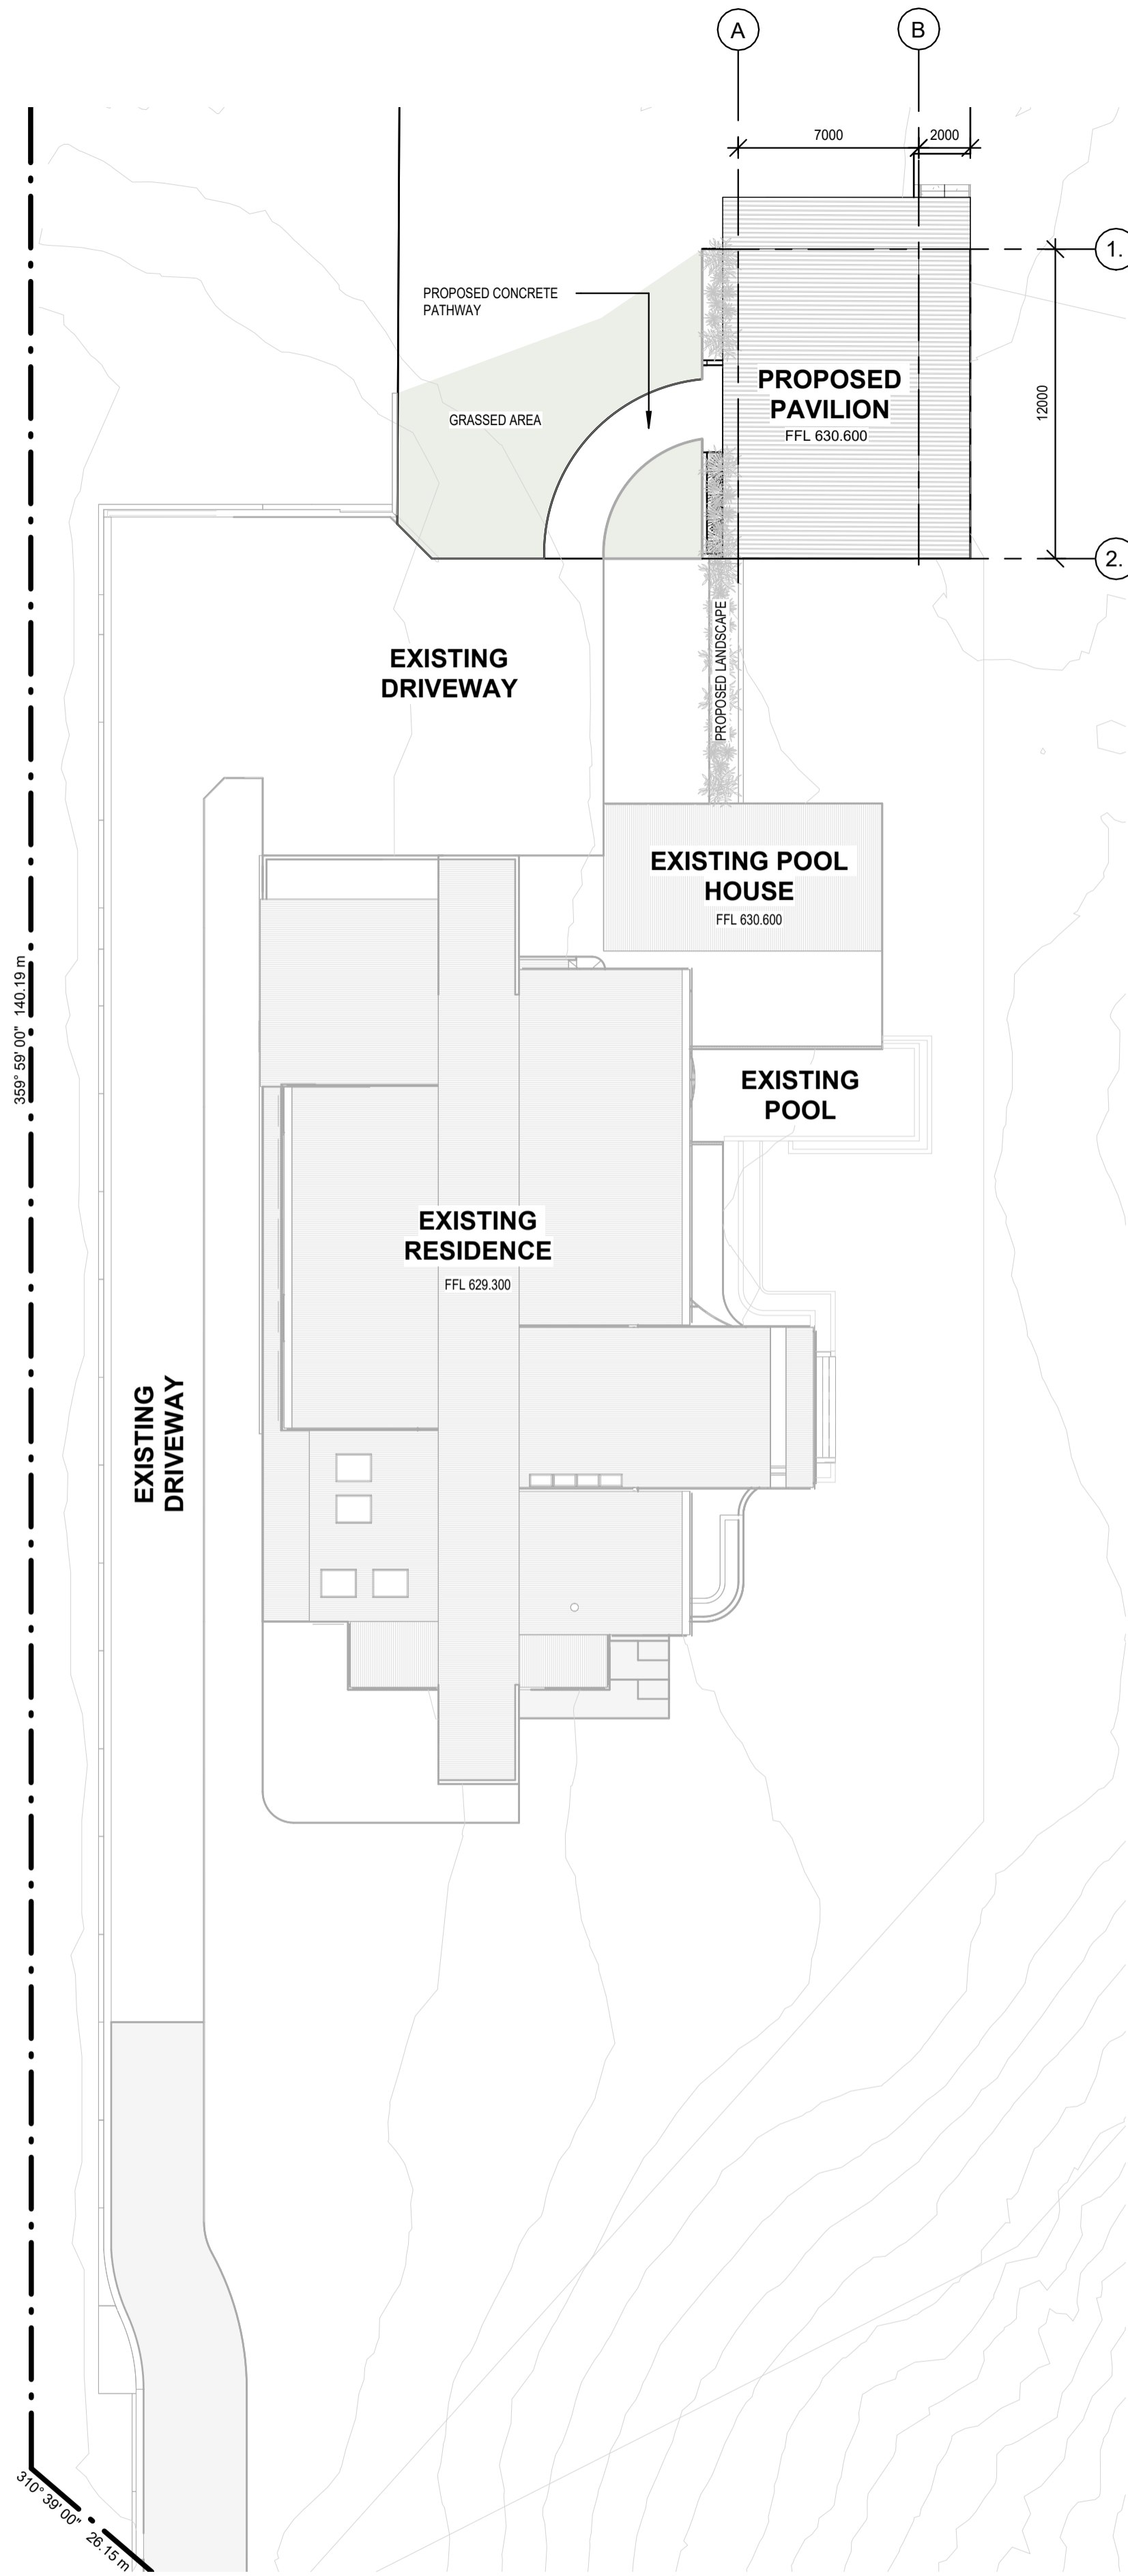 A
B
7000
2000
1.
PROPOSED CONCRETE
PATHWAY
PROPOSED
PAVILION
FFL 630.600
12000
GRASSED AREA
2.
PROPOSED LANDSCAPE
EXISTING
DRIVEWAY
EXISTING POOL
HOUSE
FFL 630.600
359° 59' 00" 140.19 m
EXISTING
POOL
EXISTING
RESIDENCE
FFL 629.300
EXISTING
DRIVEWAY
310° 39' 00" 26.15 m